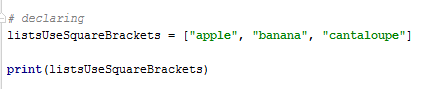 # declaring
listsUseSquareBrackets = ["apple", "banana", "cantaloupe"]
print(listsUseSquareBrackets)